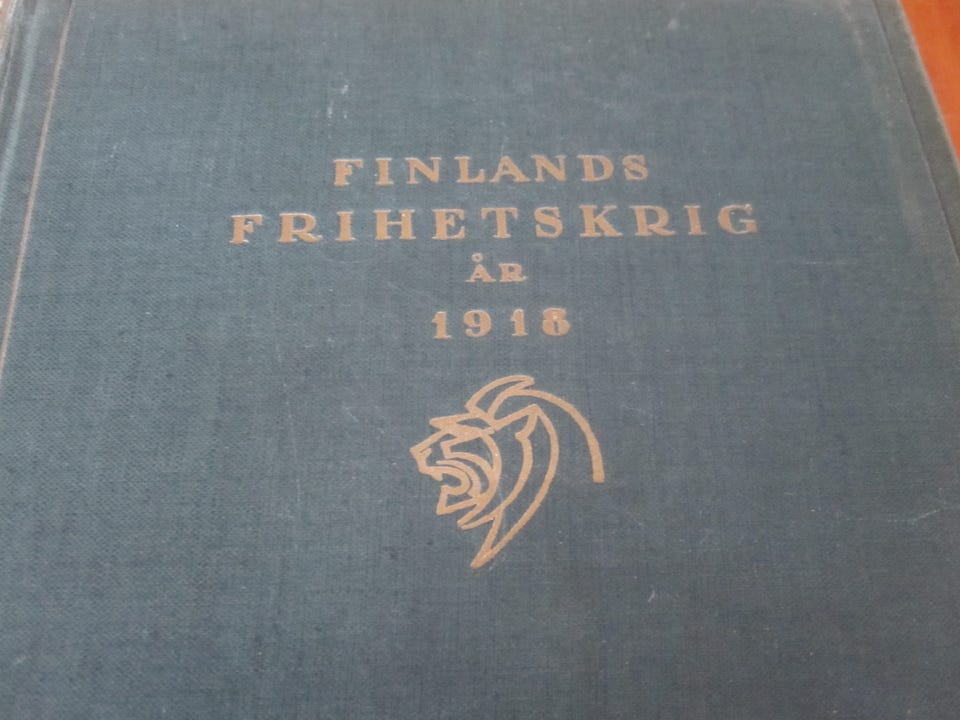 FINLANDS
FRIHETSKRIG
ÅR
1918